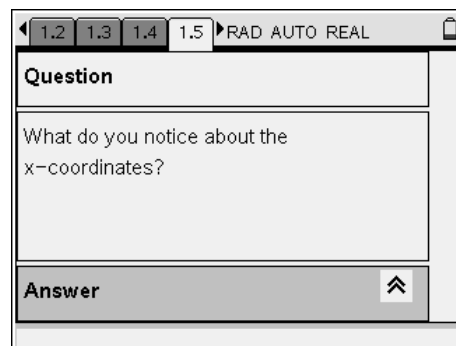 1.2 1.3 1.4 1.5 RAD AUTO REAL
Question
What do you notice about the
x-coordinates?
Answer